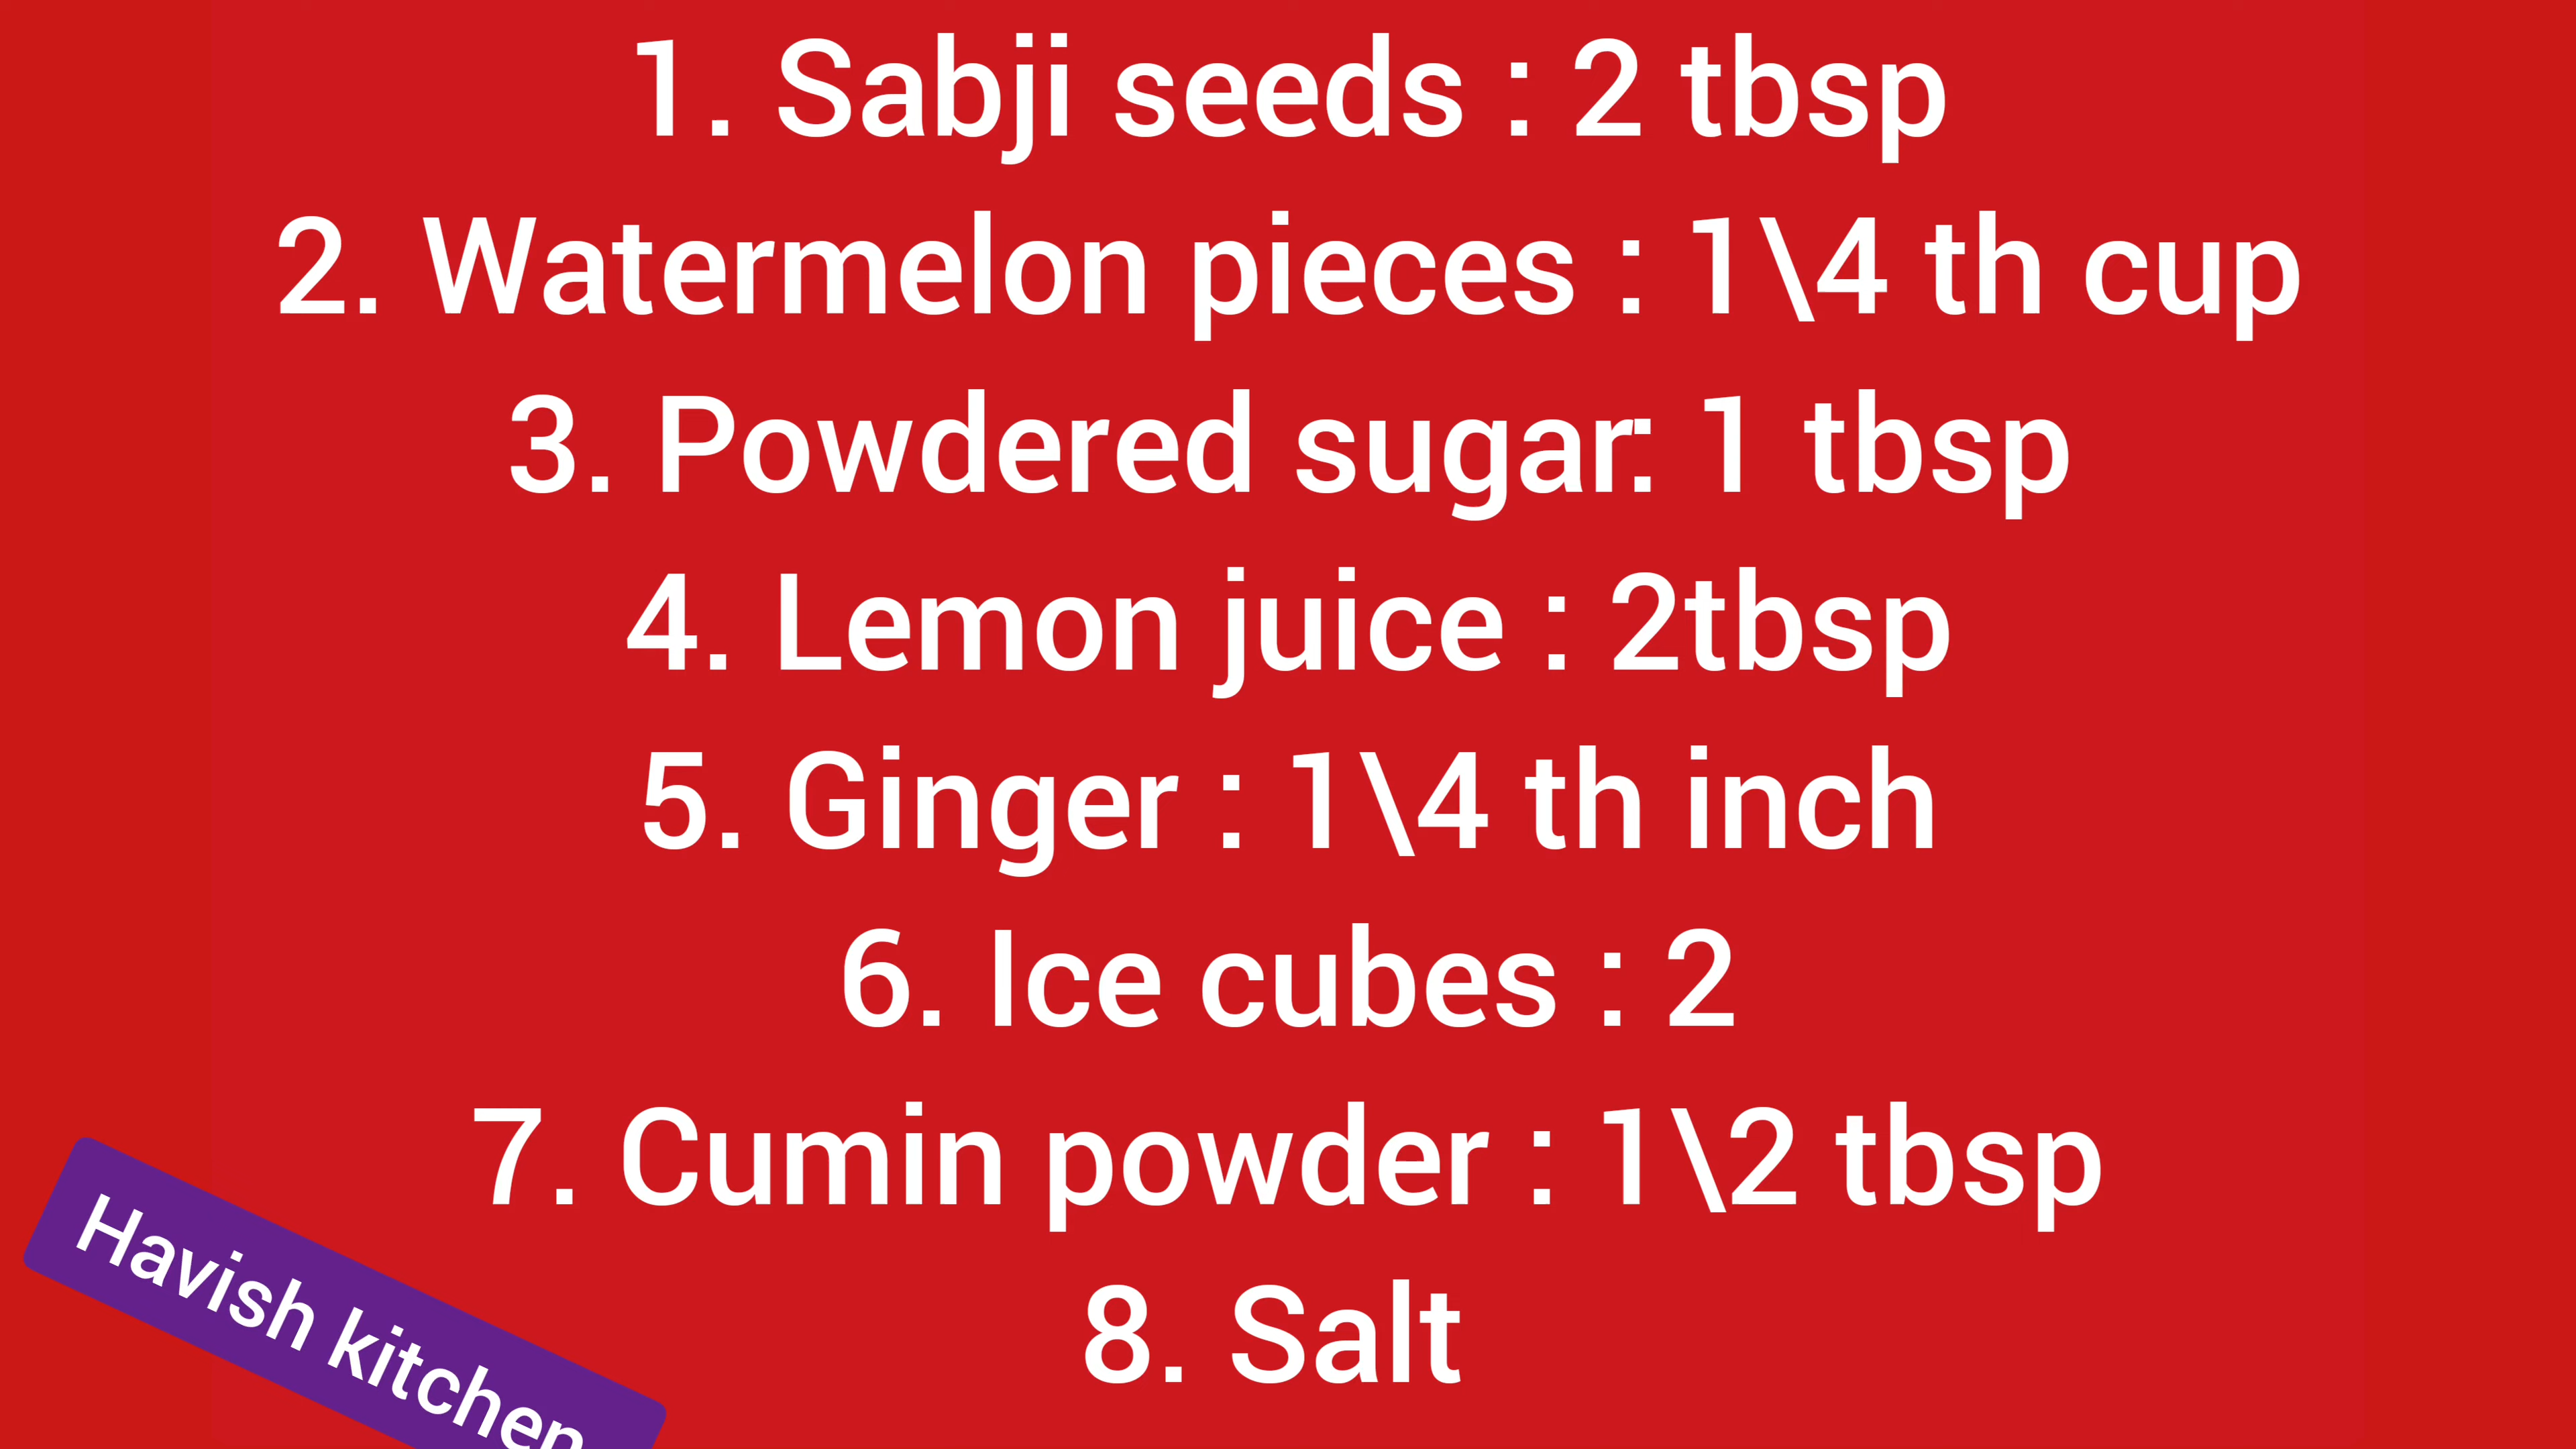 1. Sabji seeds : 2 tbsp
2. Watermelon pieces : 1\4 th cup
3. Powdered sugar: 1 tbsp
4. Lemon juice : 2tbsp
5. Ginger : 1\4 th inch
6. Ice cubes : 2
7. Cumin powder : 1\2 tbsp
8. Salt
Havish kitchen